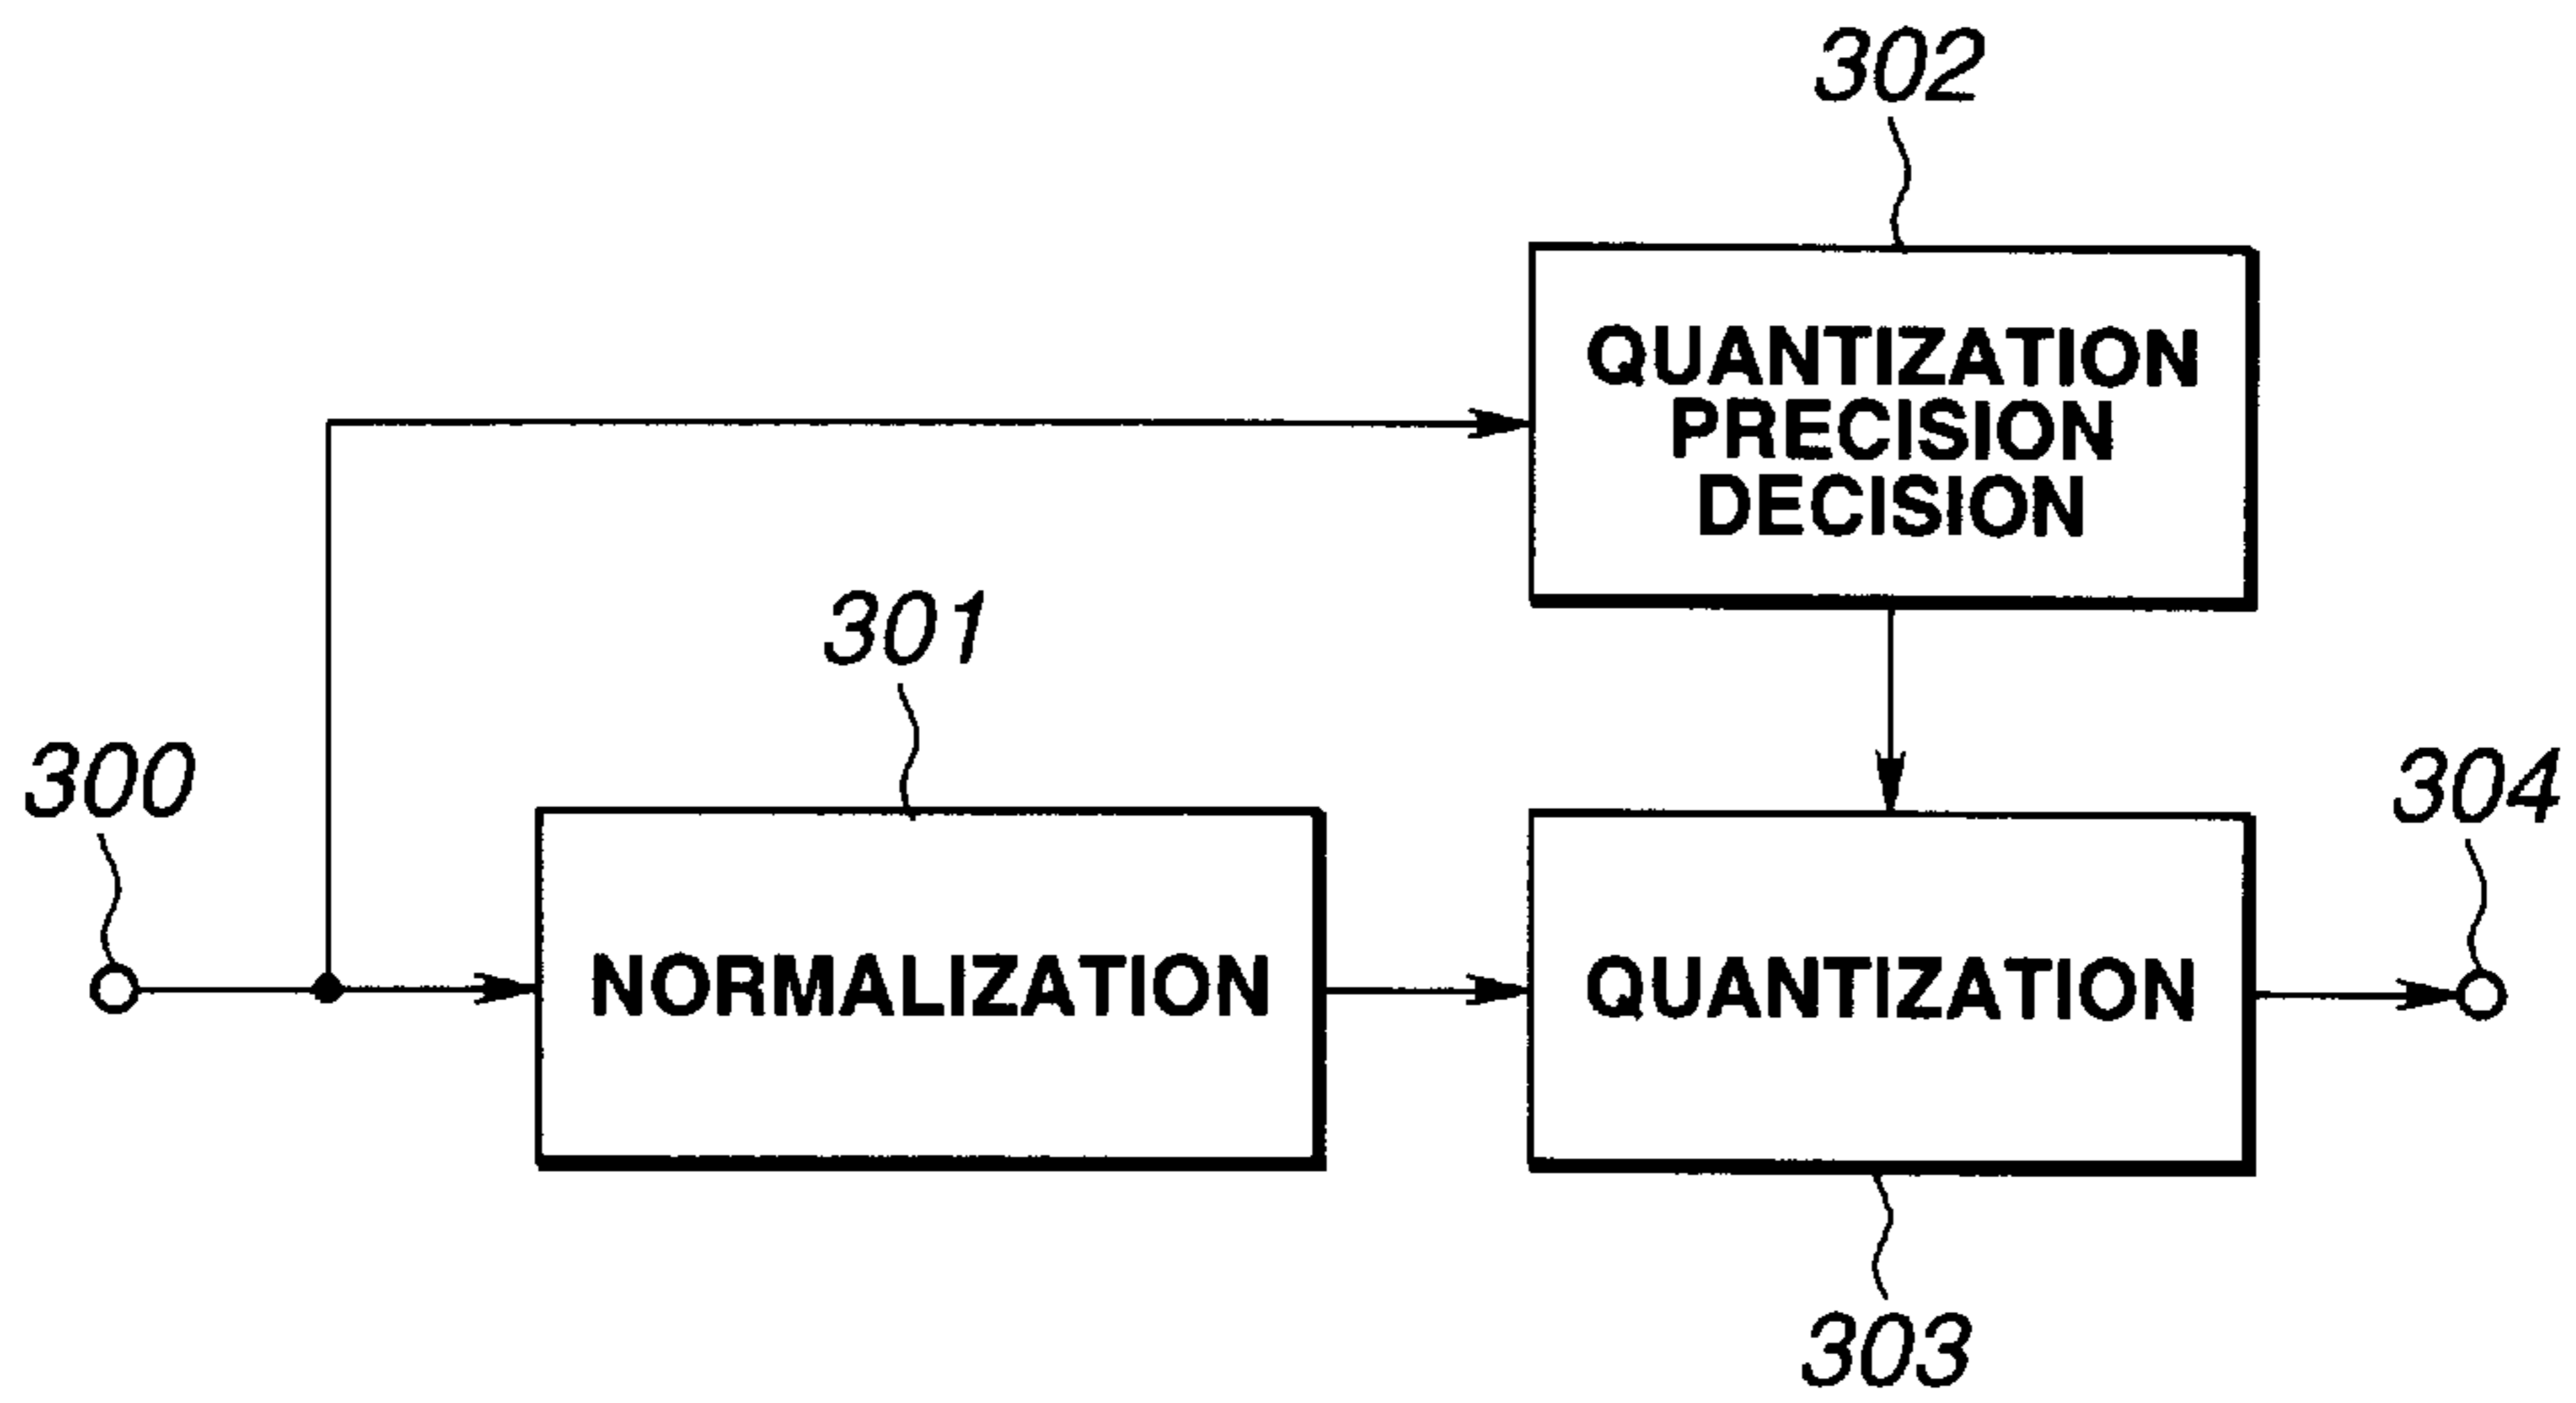 302
QUANTIZATION
PRECISION
DECISION
301
300
304
NORMALIZATION
QUANTIZATION
303